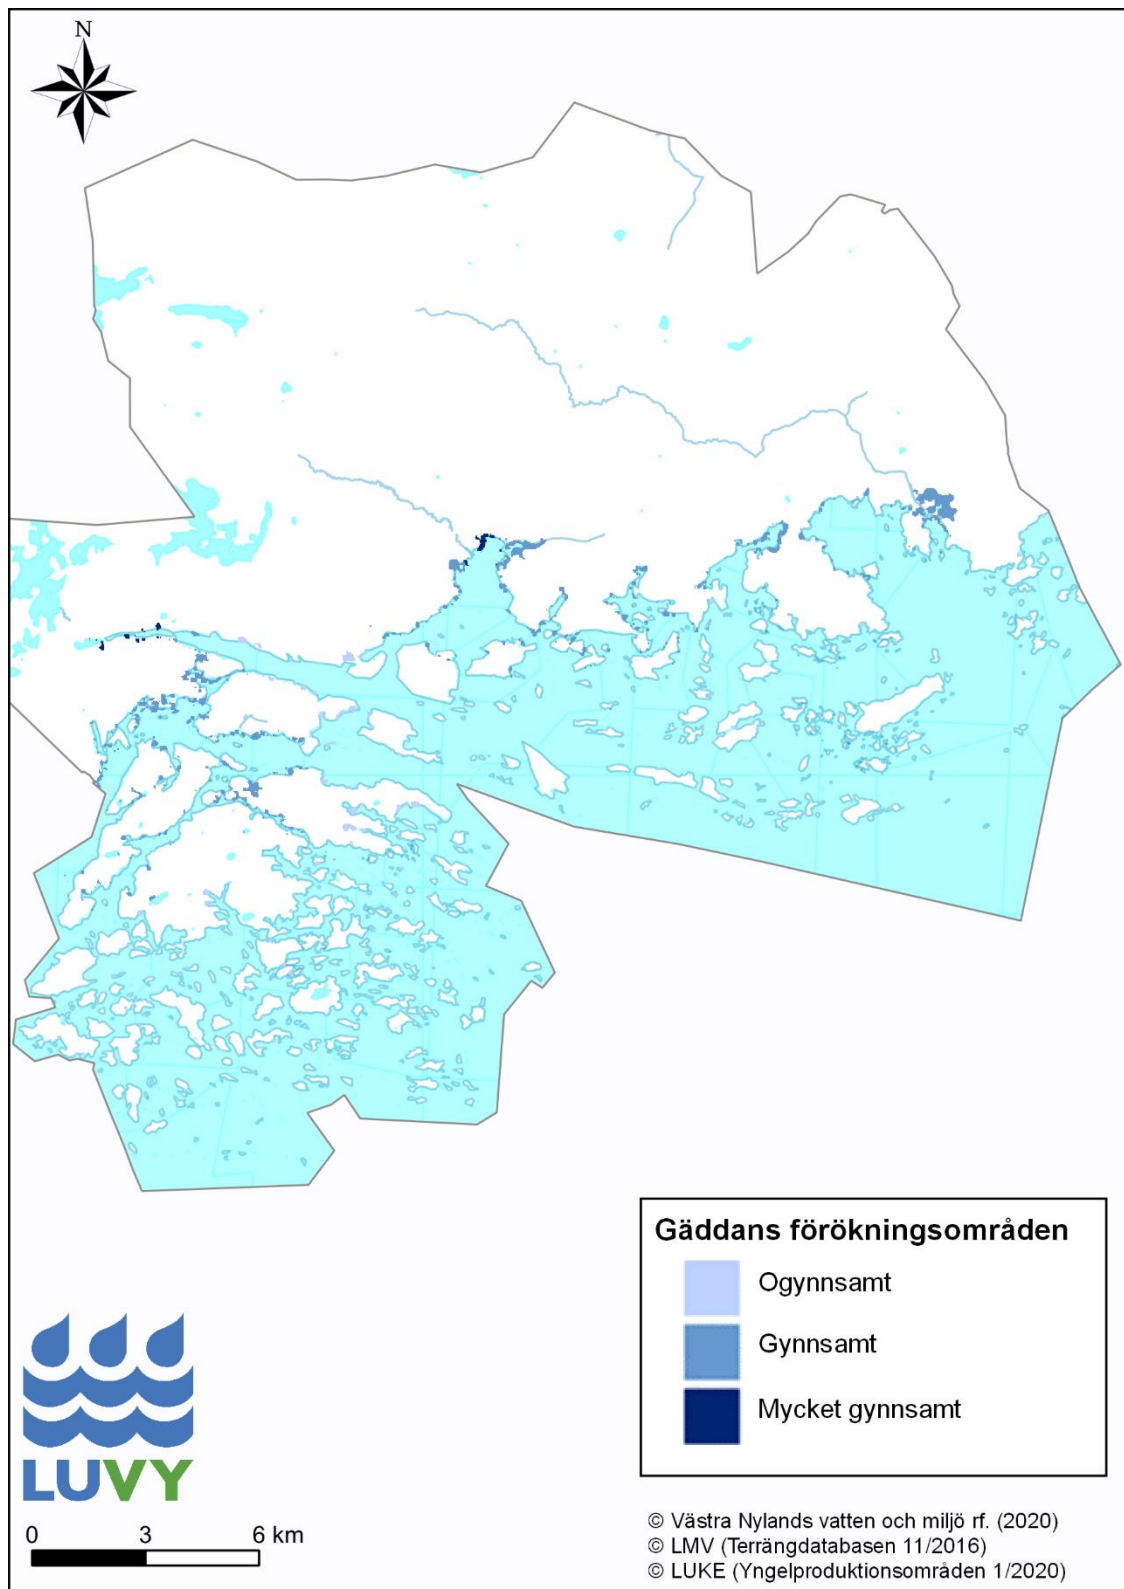 N
Gäddans förökningsområden
Ogynnsamt
Gynnsamt
Mycket gynnsamt
LUVY
0 3 6 km
© Västra Nylands vatten och miljö rf. (2020)
© LMV (Terrängdatabasen 11/2016)
© LUKE (Yngelproduktionsområden 1/2020)